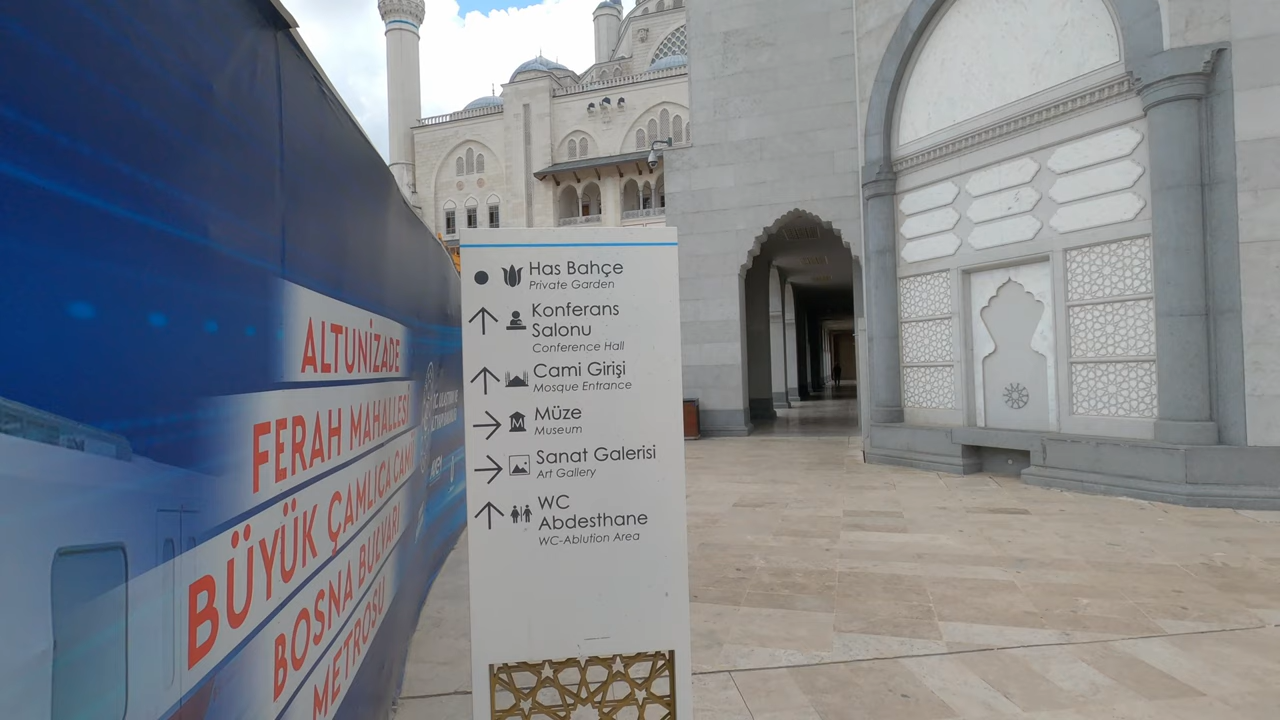 ALTUNİZADE
FERAH MAHALLESİ
BÜYÜK ÇAMLICA CAMİİ
BOSNA BULVARI
METROSU
Has Bahçe
Private Garden
Konferans
Salonu
Conference Hall
Cami Girişi
Mosque Entrance
Müze
Museum
Sanat Galerisi
Art Gallery
WC
Abdesthane
WC-Ablution Area